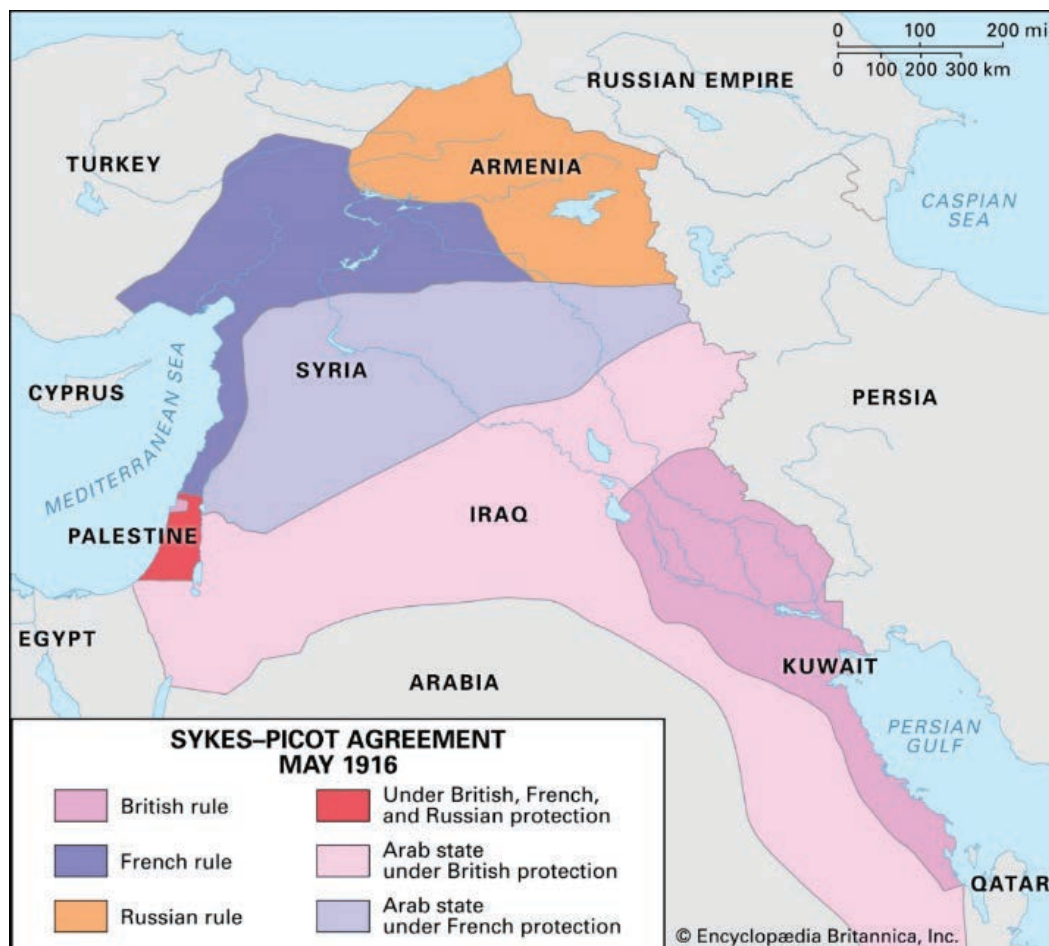 0 100 200 mi
0 100 200 300 km
RUSSIAN EMPIRE
TURKEY
ARMENIA
CASPIAN
SEA
SYRIA
CYPRUS
PERSIA
MEDITERRANEAN SEA
PALESTINE
IRAQ
EGYPT
KUWAIT
ARABIA
PERSIAN
GULF
QATAR
SYKES–PICOT AGREEMENT
MAY 1916
British rule
French rule
Russian rule
Under British, French,
and Russian protection
Arab state
under British protection
Arab state
under French protection
© Encyclopædia Britannica, Inc.